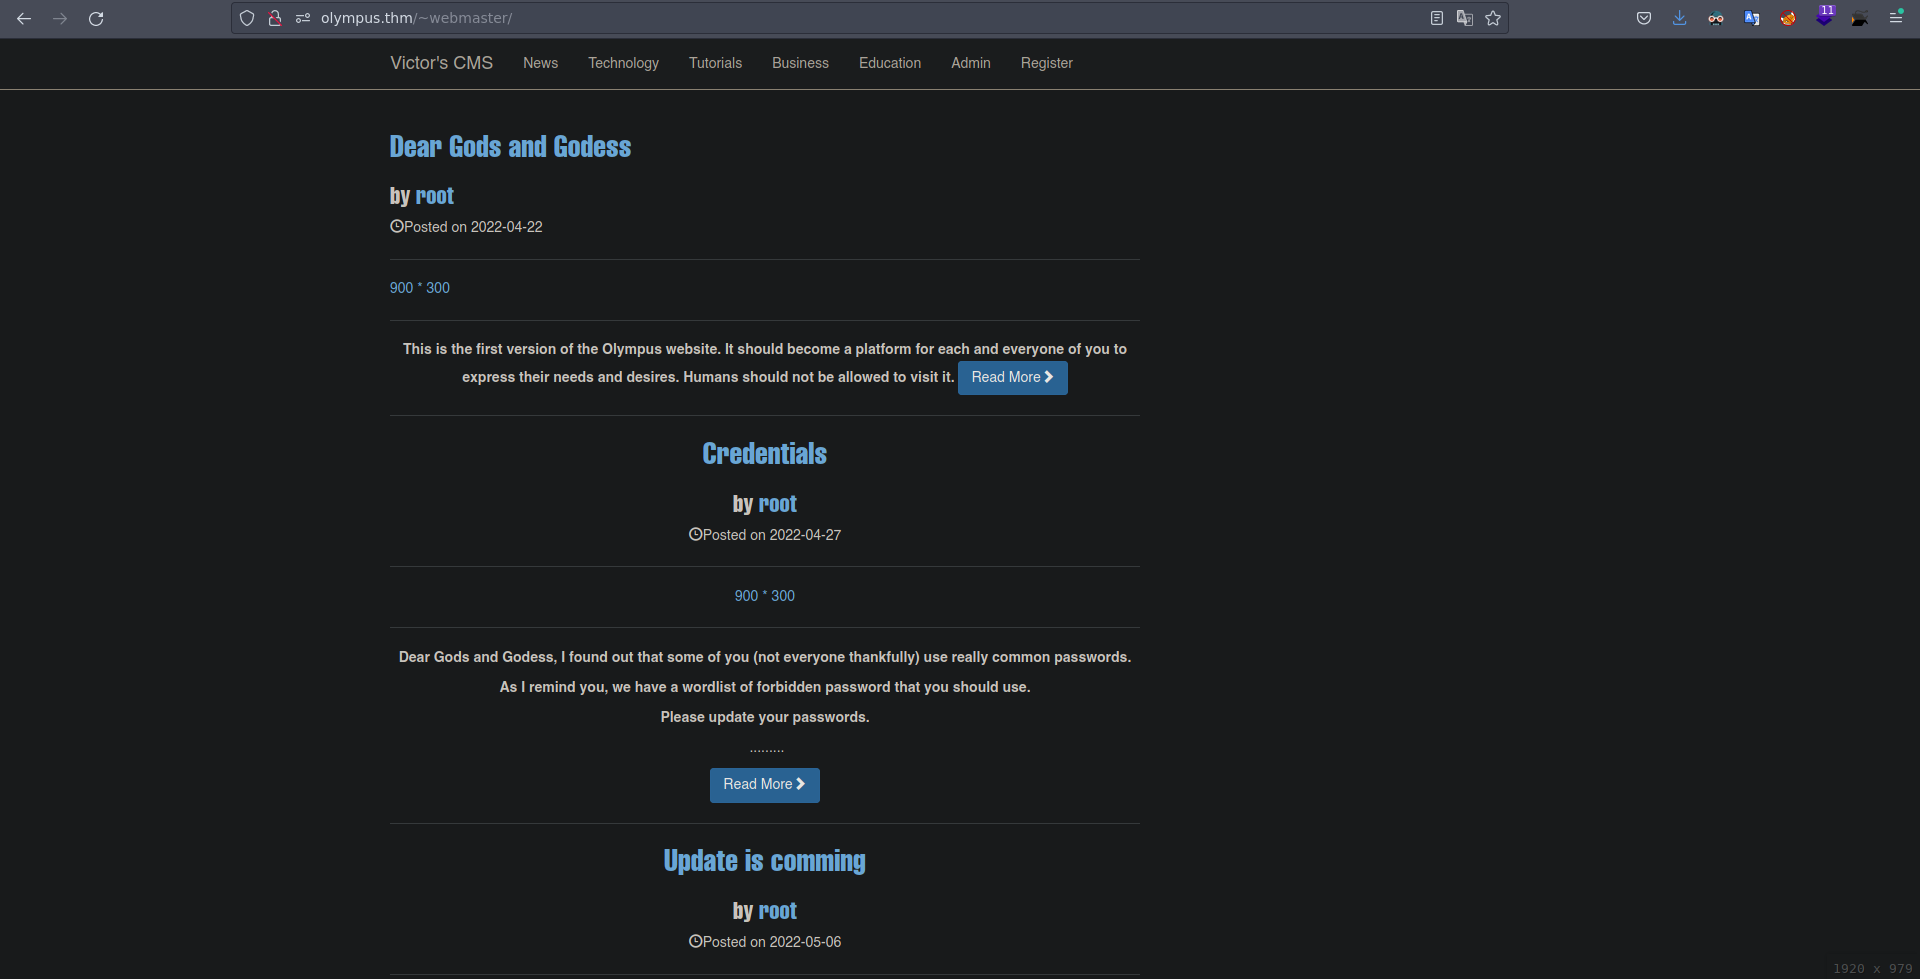 olympus.thm/~webmaster/
11
Victor's CMS News Technology Tutorials Business Education Admin Register
Dear Gods and Godess
by root
Posted on 2022-04-22
900 * 300
This is the first version of the Olympus website. It should become a platform for each and everyone of you to
express their needs and desires. Humans should not be allowed to visit it. Read More
Credentials
by root
Posted on 2022-04-27
900 * 300
Dear Gods and Godess, I found out that some of you (not everyone thankfully) use really common passwords.
As I remind you, we have a wordlist of forbidden password that you should use.
Please update your passwords.
.........
Read More
Update is comming
by root
Posted on 2022-05-06
1920 x 979